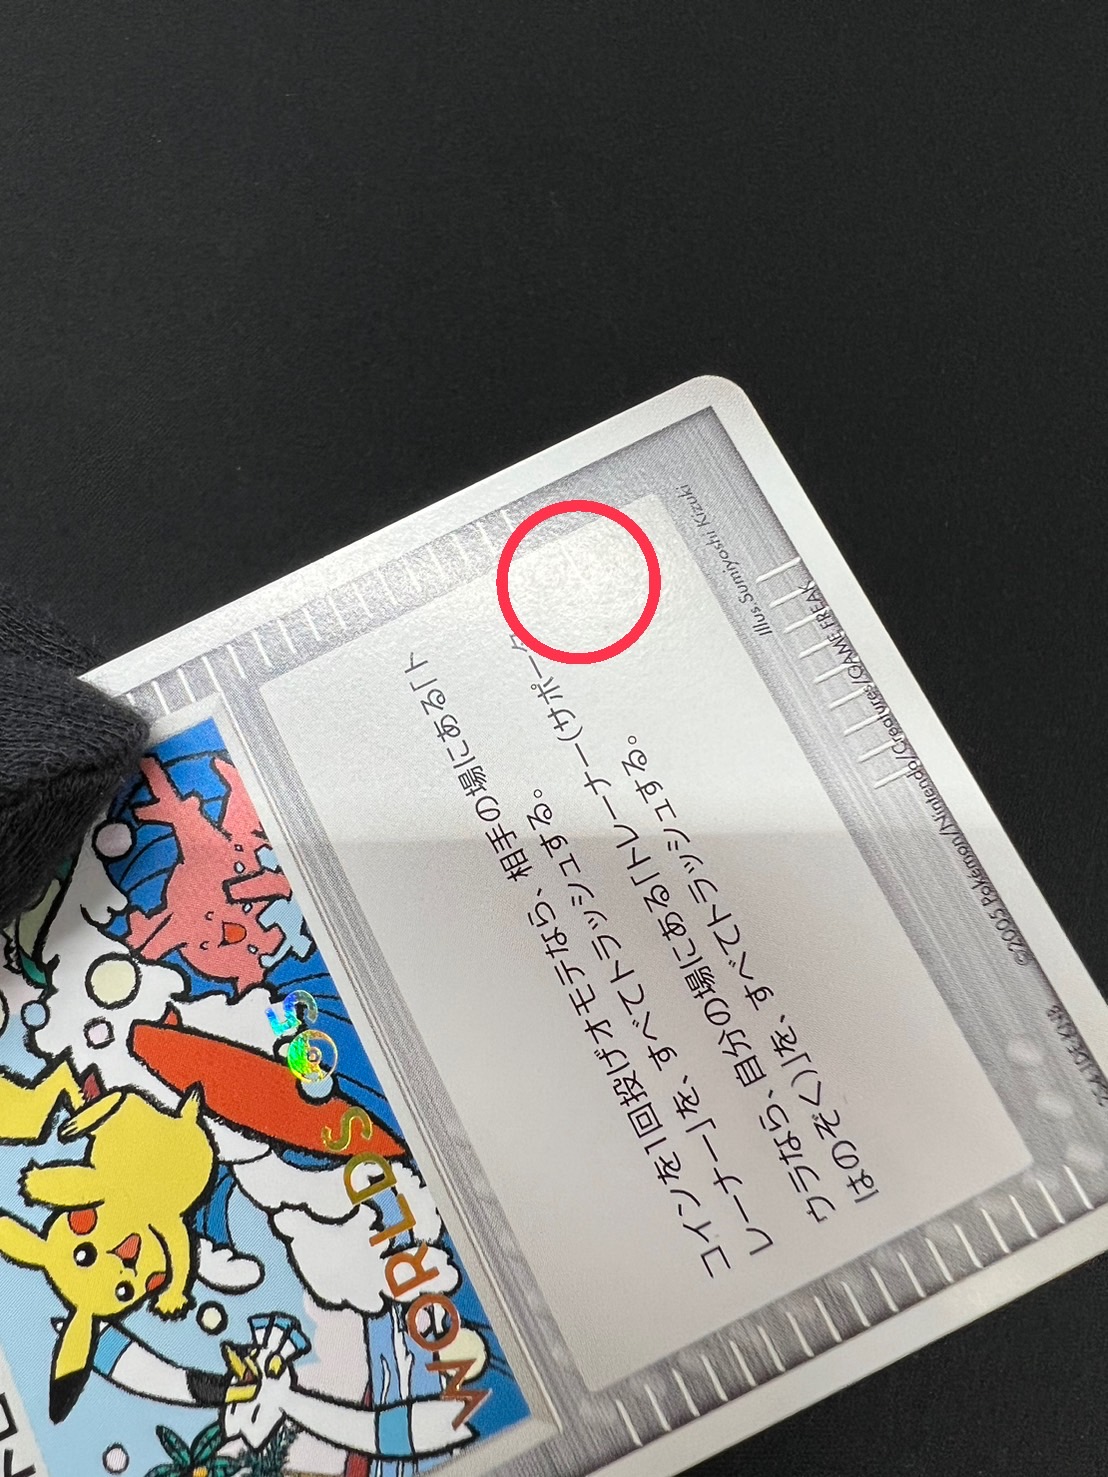 コインを1回投げオモテなら、相手の場にある「ト
レーナー」を、すべてトラッシュする。
ウラなら、自分の場にある「トレーナー(サポータ
はのぞく)」を、すべてトラッシュする。
Illus. Sumiyoshi Kizuki
©2005 Pokémon/Nintendo/Creatures/GAME FREAK
WORLDS 05